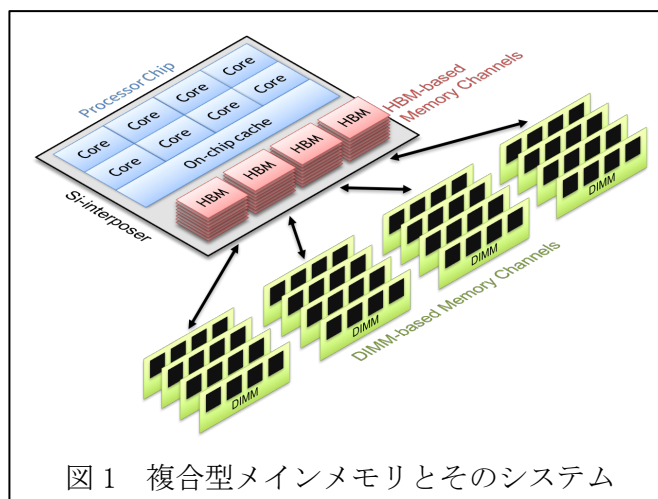 Processor Chip
Core
Core
Core
Core
Core
Core
Core
Core
On-chip cache
Si-interposer
HBM
HBM
HBM
HBM
HBM-based
Memory Channels
DIMM
DIMM
DIMM
DIMM
DIMM-based Memory Channels
図1 複合型メインメモリとそのシステム